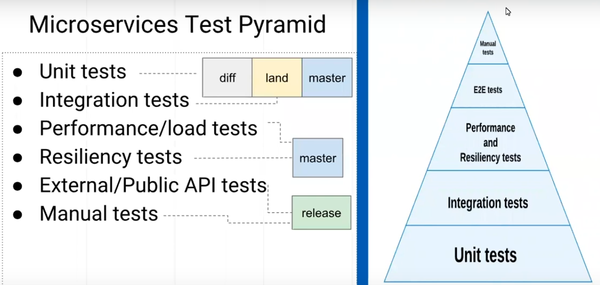 Microservices Test Pyramid
Unit tests
diff
land
master
Integration tests
Performance/load tests
Resiliency tests
master
External/Public API tests
Manual tests
release
Manual
tests
E2E tests
Performance
and
Resiliency tests
Integration tests
Unit tests